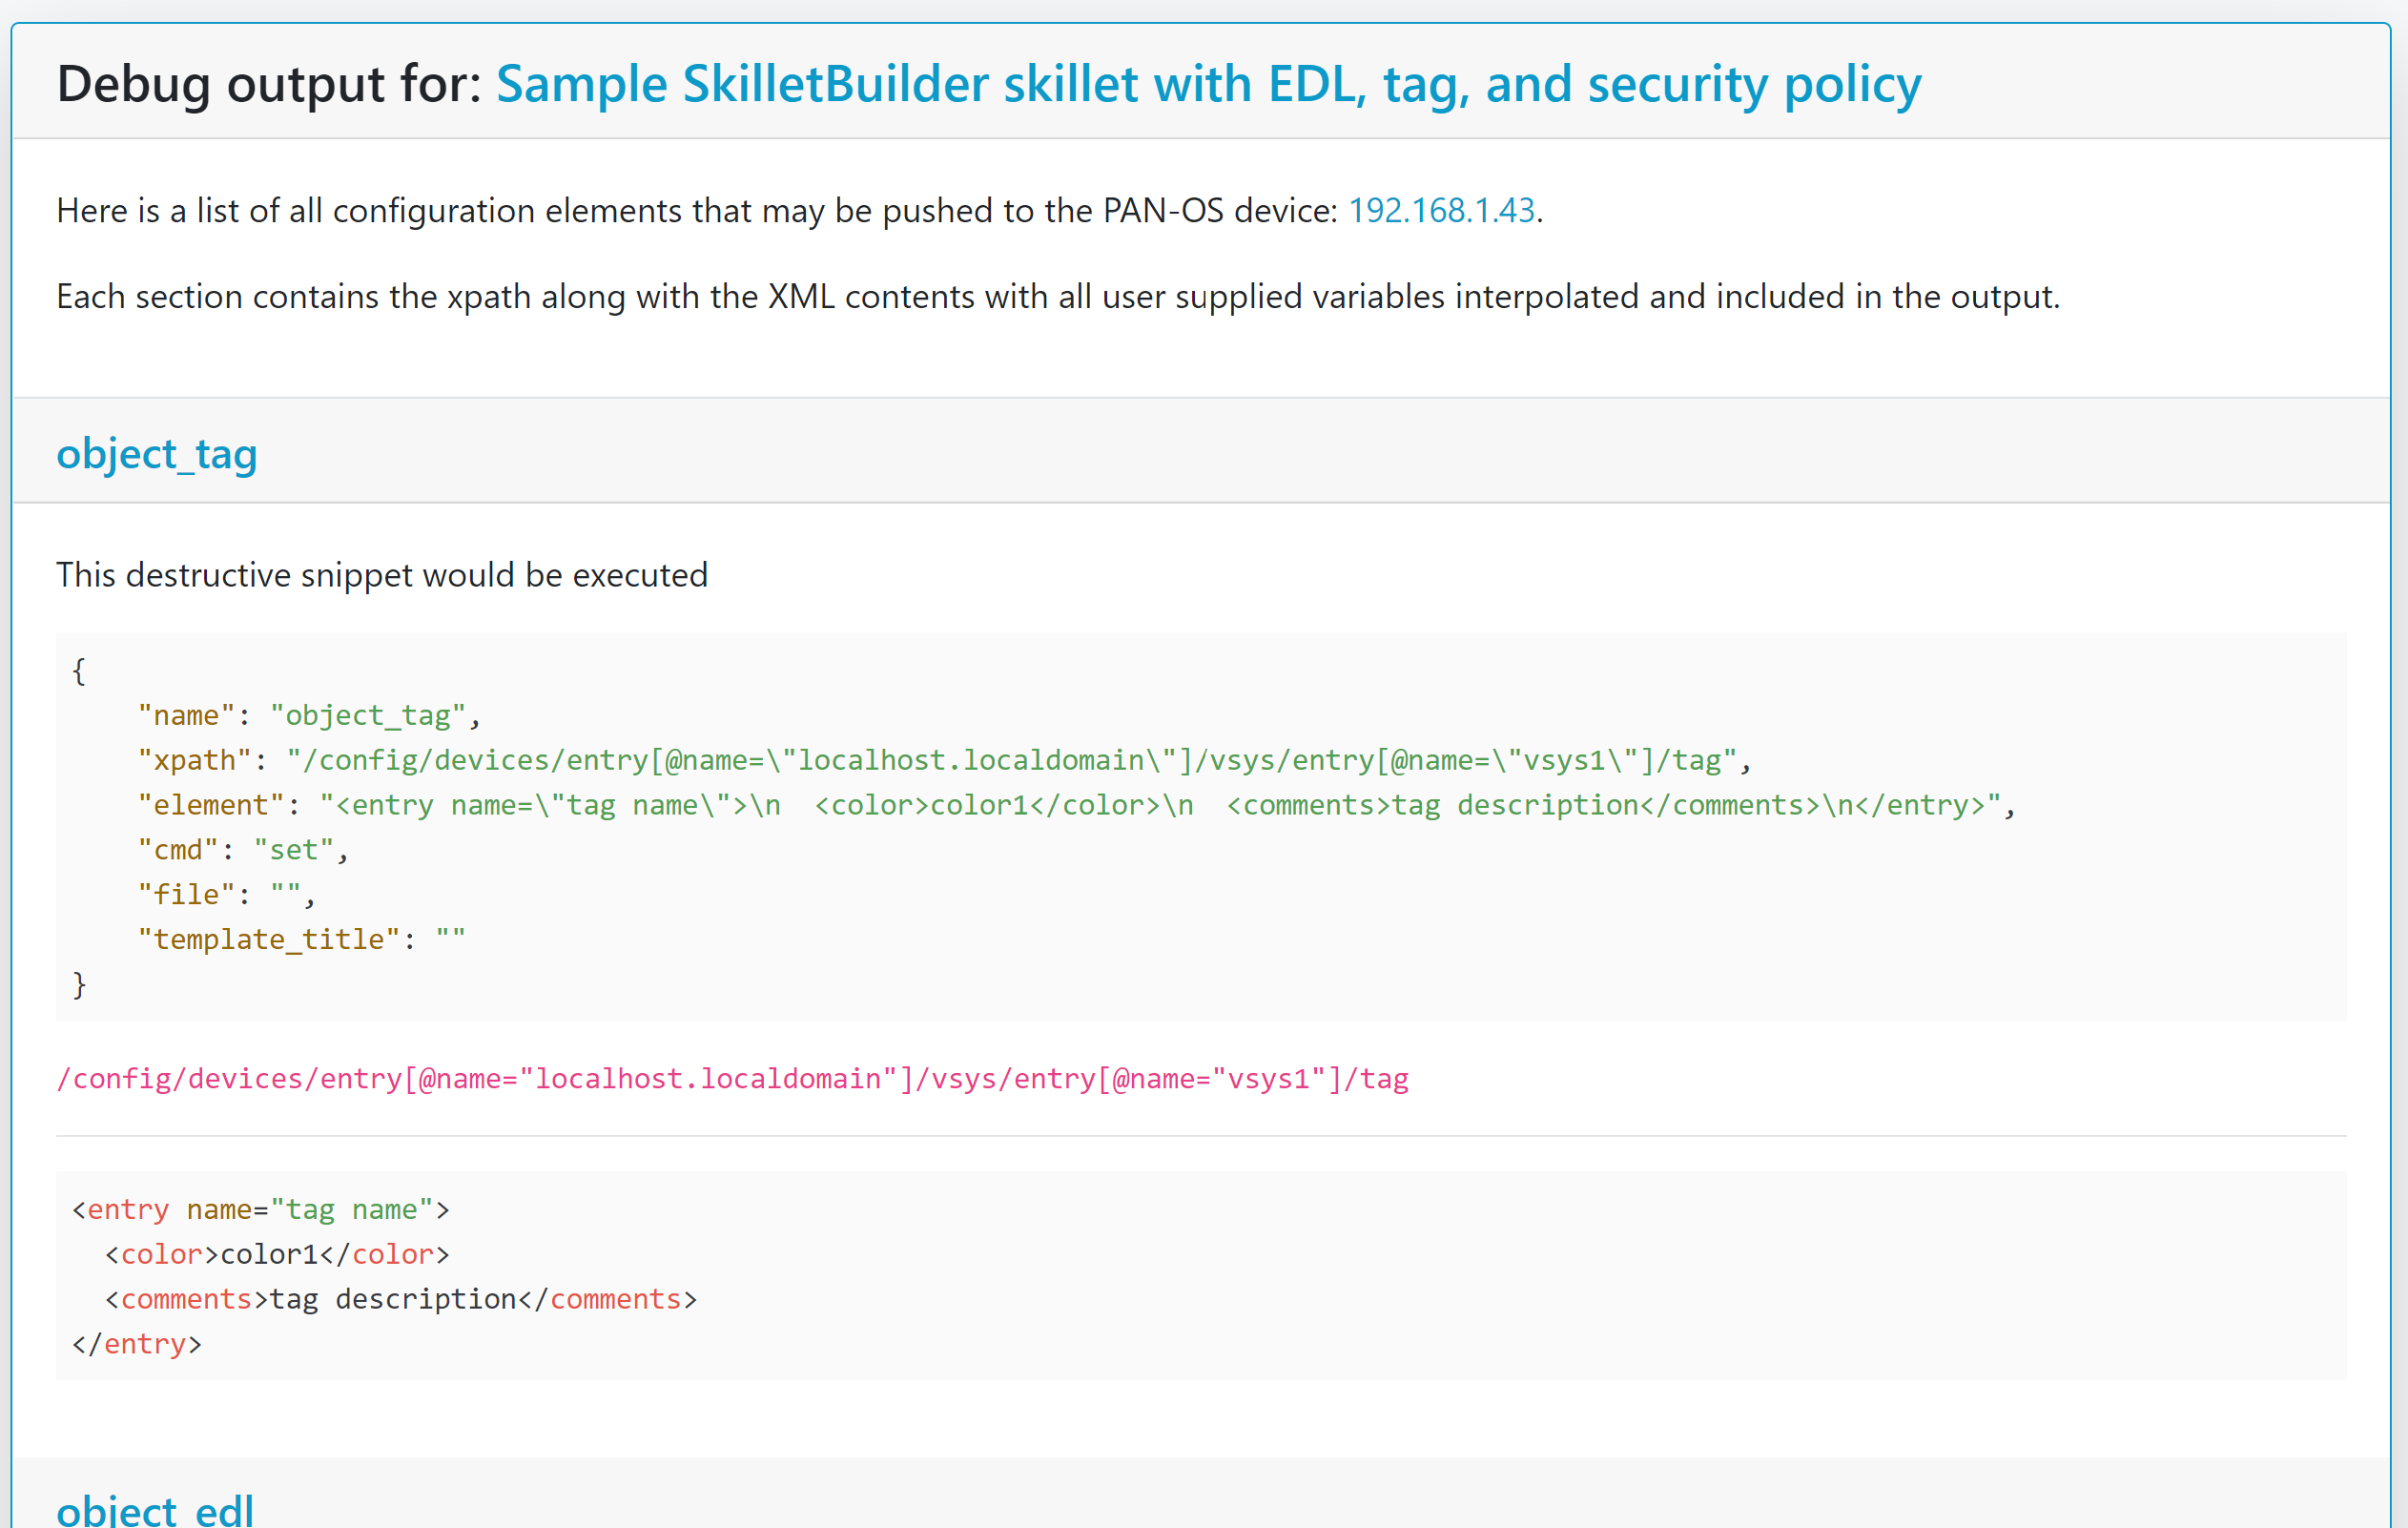 Debug output for: Sample SkilletBuilder skillet with EDL, tag, and security policy
Here is a list of all configuration elements that may be pushed to the PAN-OS device: 192.168.1.43.
Each section contains the xpath along with the XML contents with all user supplied variables interpolated and included in the output.
object_tag
This destructive snippet would be executed
{
    "name": "object_tag",
    "xpath": "/config/devices/entry[@name=\"localhost.localdomain\"]/vsys/entry[@name=\"vsys1\"]/tag",
    "element": "<entry name=\"tag name\">\n  <color>color1</color>\n  <comments>tag description</comments>\n</entry>",
    "cmd": "set",
    "file": "",
    "template_title": ""
}
/config/devices/entry[@name="localhost.localdomain"]/vsys/entry[@name="vsys1"]/tag
<entry name="tag name">
  <color>color1</color>
  <comments>tag description</comments>
</entry>
object_edl